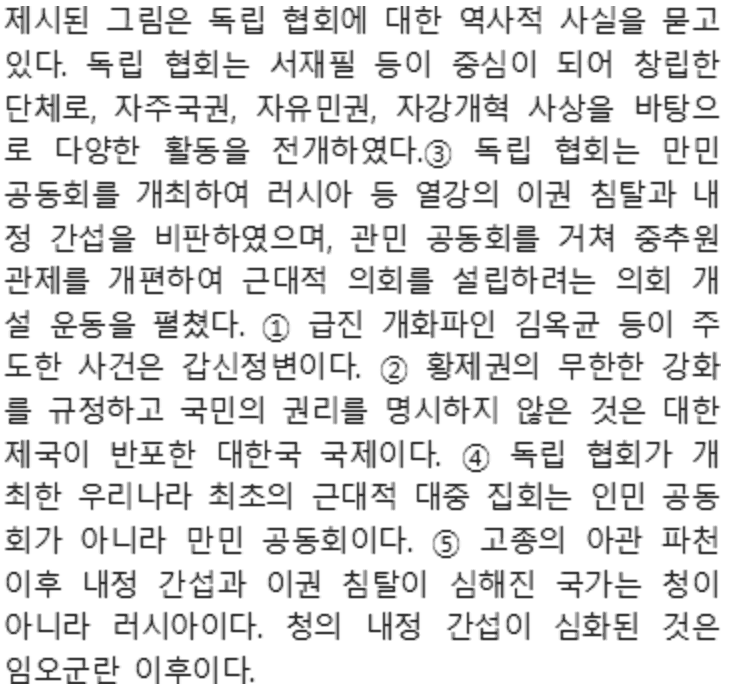 제시된 그림은 독립 협회에 대한 역사적 사실을 묻고
있다. 독립 협회는 서재필 등이 중심이 되어 창립한
단체로, 자주국권, 자유민권, 자강개혁 사상을 바탕으
로 다양한 활동을 전개하였다.③ 독립 협회는 만민
공동회를 개최하여 러시아 등 열강의 이권 침탈과 내
정 간섭을 비판하였으며, 관민 공동회를 거쳐 중추원
관제를 개편하여 근대적 의회를 설립하려는 의회 개
설 운동을 펼쳤다. ① 급진 개화파인 김옥균 등이 주
도한 사건은 갑신정변이다. ② 황제권의 무한한 강화
를 규정하고 국민의 권리를 명시하지 않은 것은 대한
제국이 반포한 대한국 국제이다. ④ 독립 협회가 개
최한 우리나라 최초의 근대적 대중 집회는 인민 공동
회가 아니라 만민 공동회이다. ⑤ 고종의 아관 파천
이후 내정 간섭과 이권 침탈이 심해진 국가는 청이
아니라 러시아이다. 청의 내정 간섭이 심화된 것은
임오군란 이후이다.